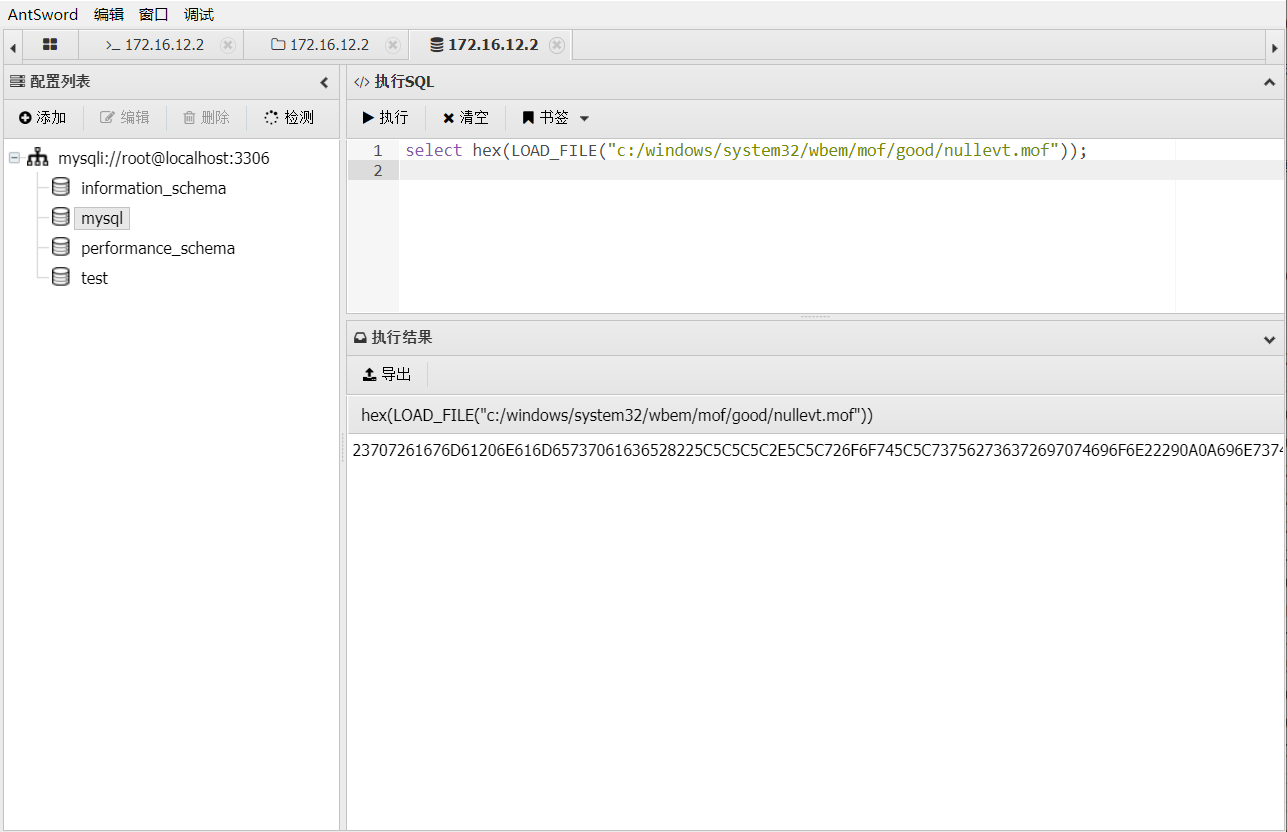 AntSword 编辑 窗口 调试
>_ 172.16.12.2 172.16.12.2 172.16.12.2
配置列表
添加 编辑 删除 检测
mysqli://root@localhost:3306
information_schema
mysql
performance_schema
test
</> 执行SQL
执行 清空 书签
1 select hex(LOAD_FILE("c:/windows/system32/wbem/mof/good/nullevt.mof"));
2
执行结果
导出
hex(LOAD_FILE("c:/windows/system32/wbem/mof/good/nullevt.mof"))
23707261676D61206E616D65737061636528225C5C5C5C2E5C5C726F6F745C5C737562736372697074696F6E22290A0A696E7374